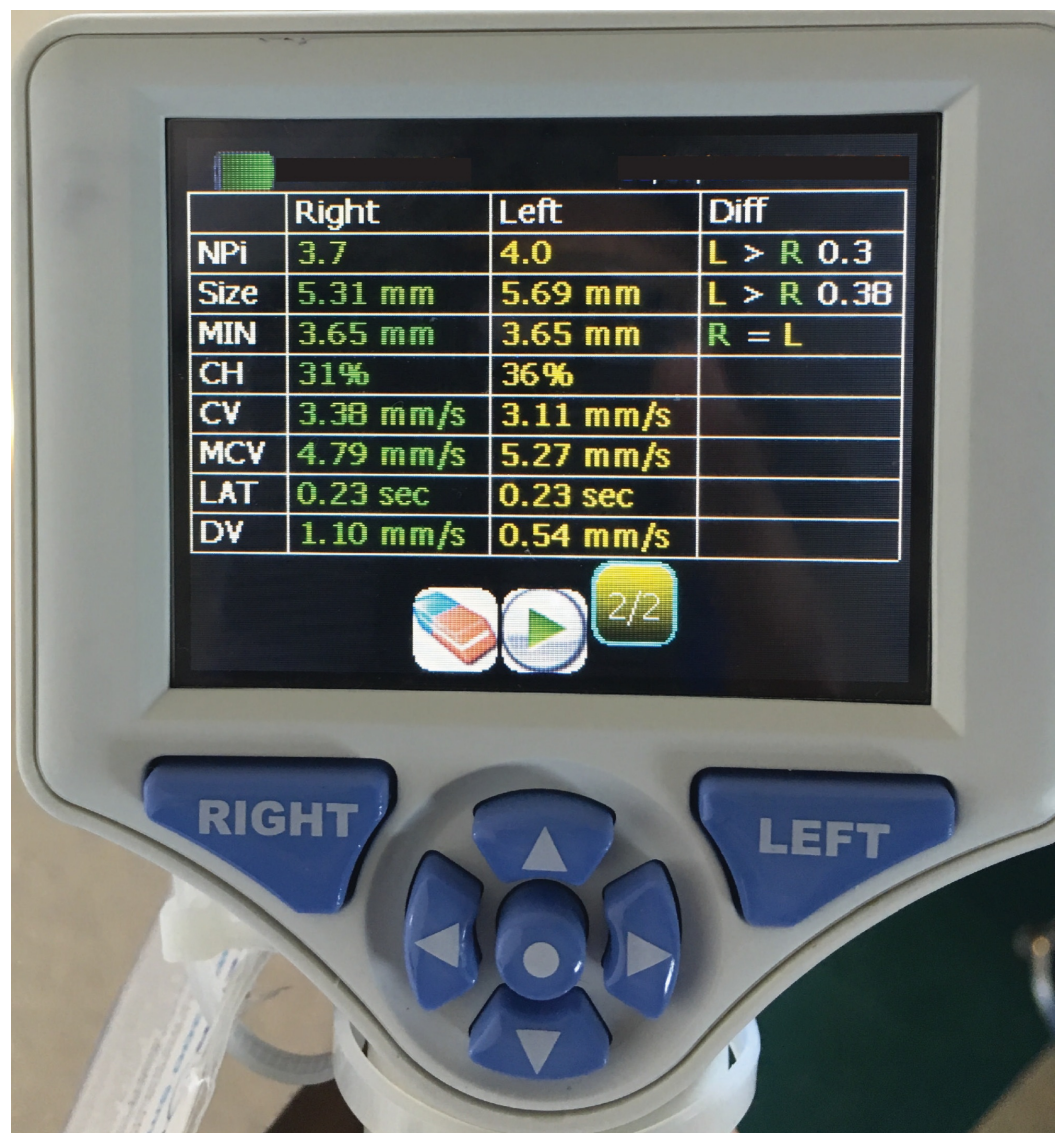 Right Left Diff
NPi 3.7 4.0 L > R 0.3
Size 5.31 mm 5.69 mm L > R 0.38
MIN 3.65 mm 3.65 mm R = L
CH 31% 36%
CV 3.38 mm/s 3.11 mm/s
MCV 4.79 mm/s 5.27 mm/s
LAT 0.23 sec 0.23 sec
DV 1.10 mm/s 0.54 mm/s
2/2
RIGHT LEFT